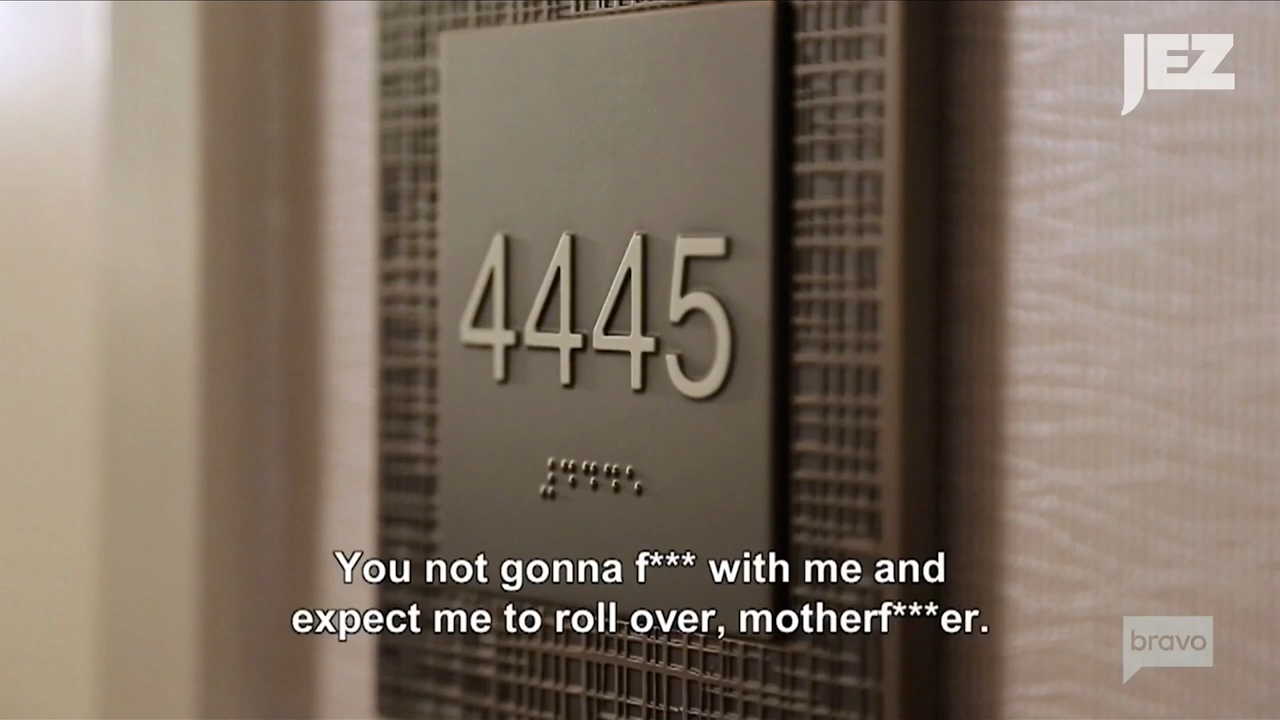 JEZ
4445
You not gonna f*** with me and
expect me to roll over, motherf***er.
bravo